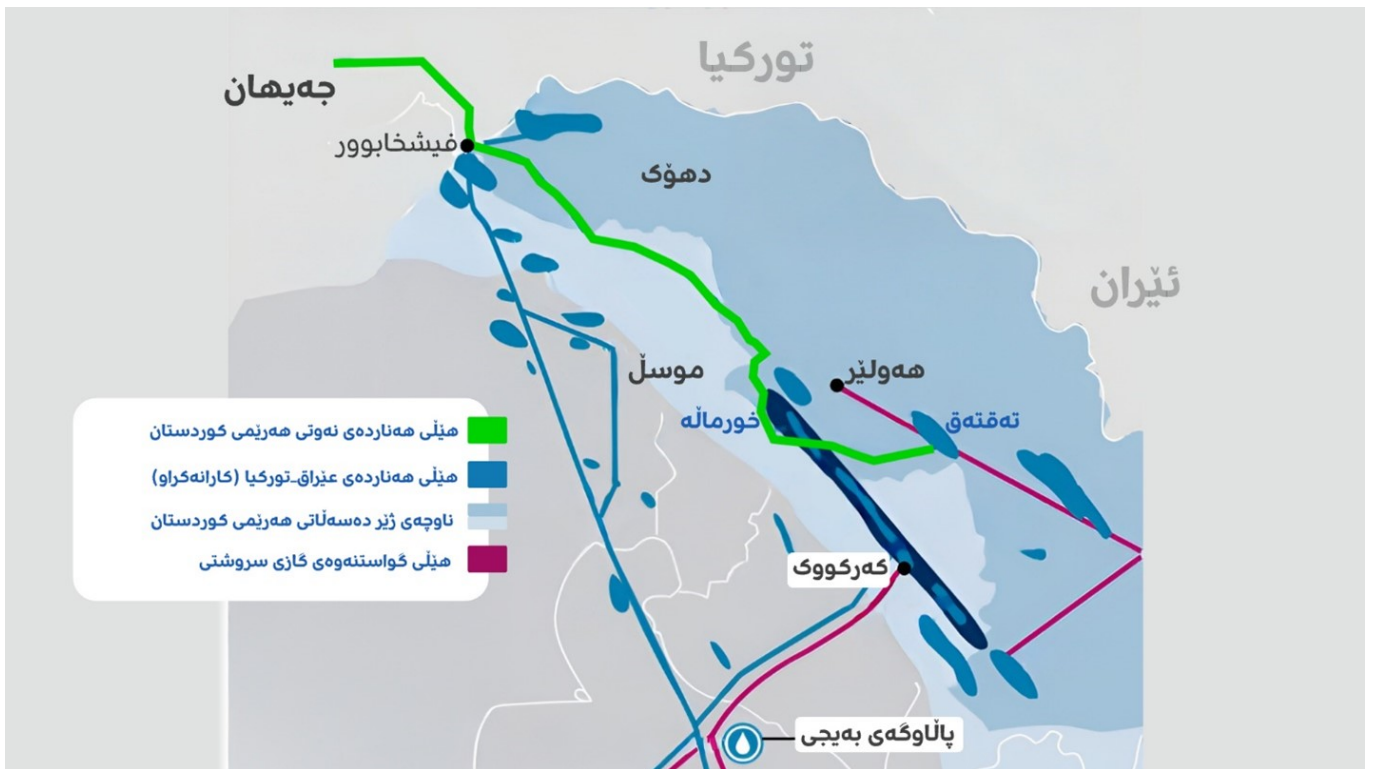 تورکیا
جەیهان
فیشخابوور
دهۆک
ئێران
هەولێر
موسڵ
تەقتەق
خورماڵە
هێڵی هەناردەی نەوتی هەرێمی کوردستان
هێڵی هەناردەی عێراق-تورکیا (کارانەکراو)
ناوچەی ژێر دەسەڵاتی هەرێمی کوردستان
هێڵی گواستنەوەی گازی سروشتی
کەرکووک
پاڵاوگەی بەیجی